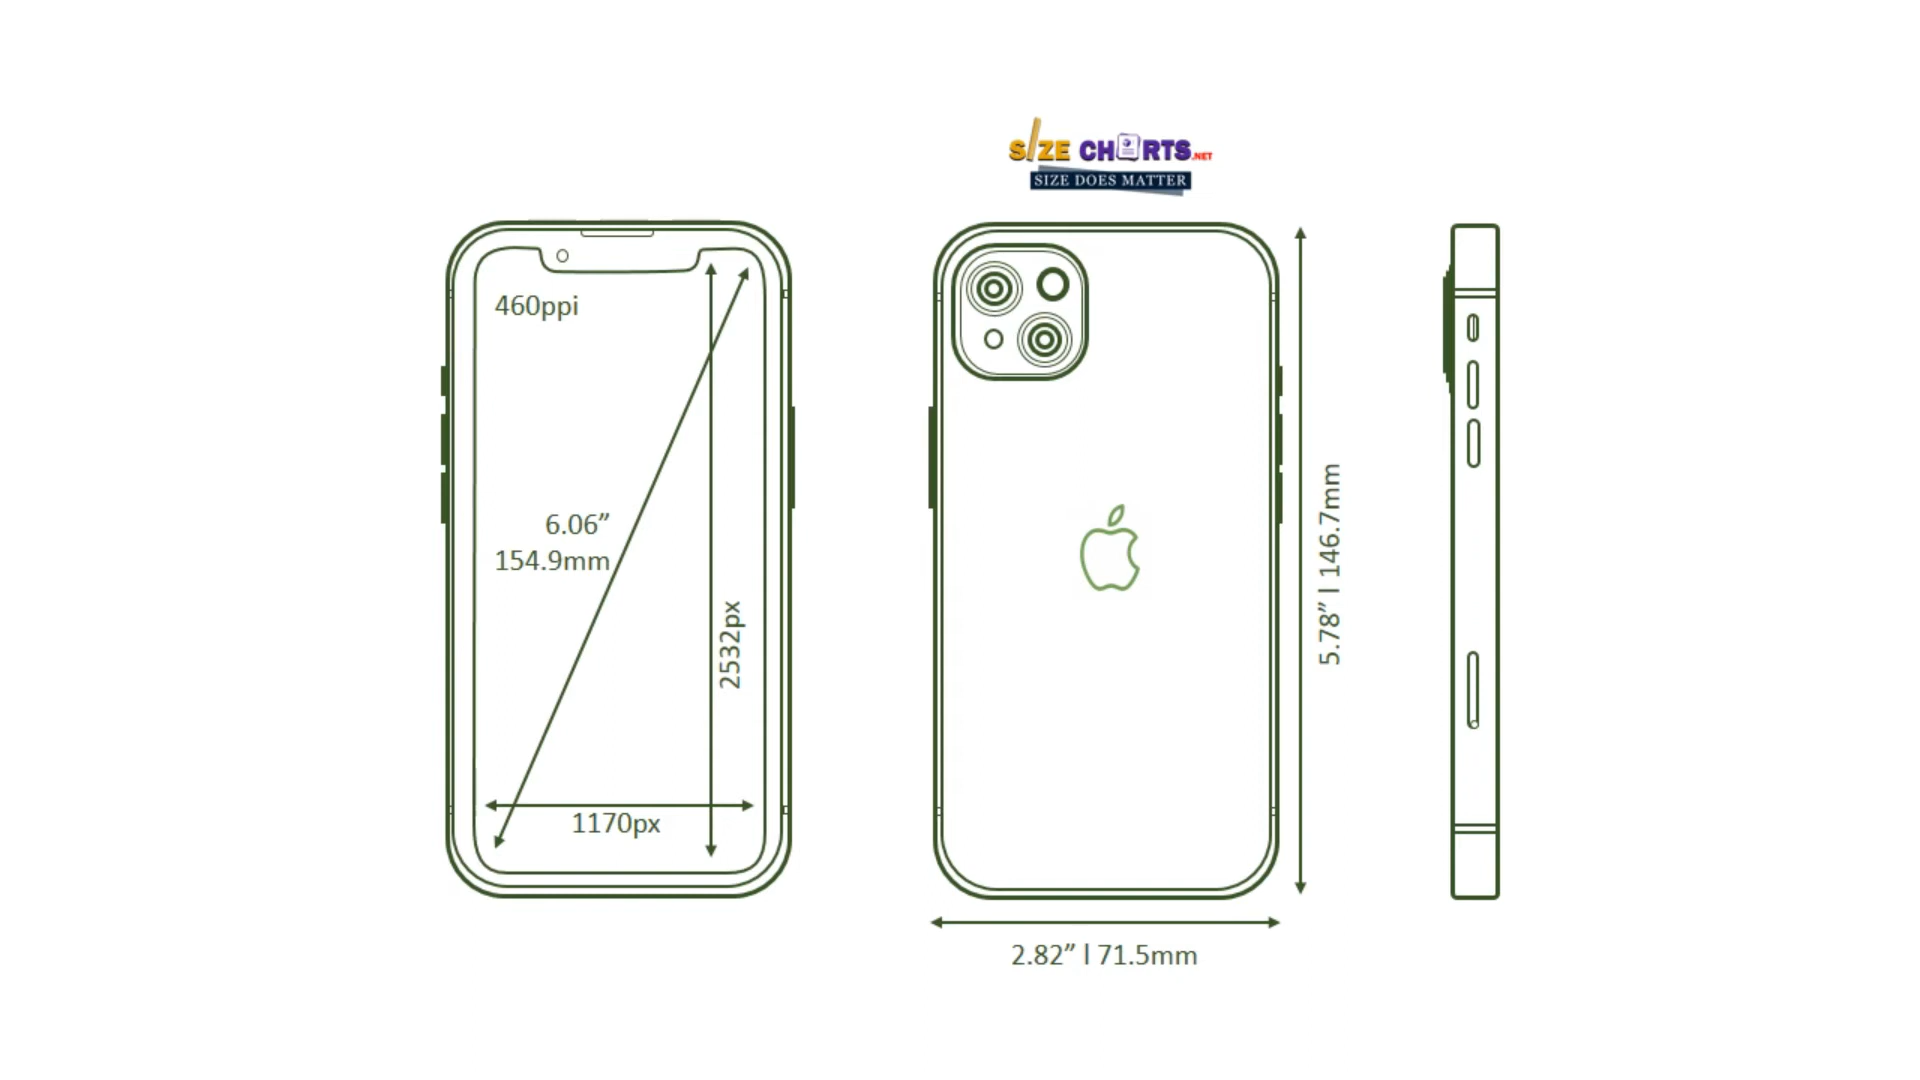 SIZE CHARTS.NET
SIZE DOES MATTER
460ppi
6.06”
154.9mm
2532px
1170px
5.78” l 146.7mm
2.82” l 71.5mm